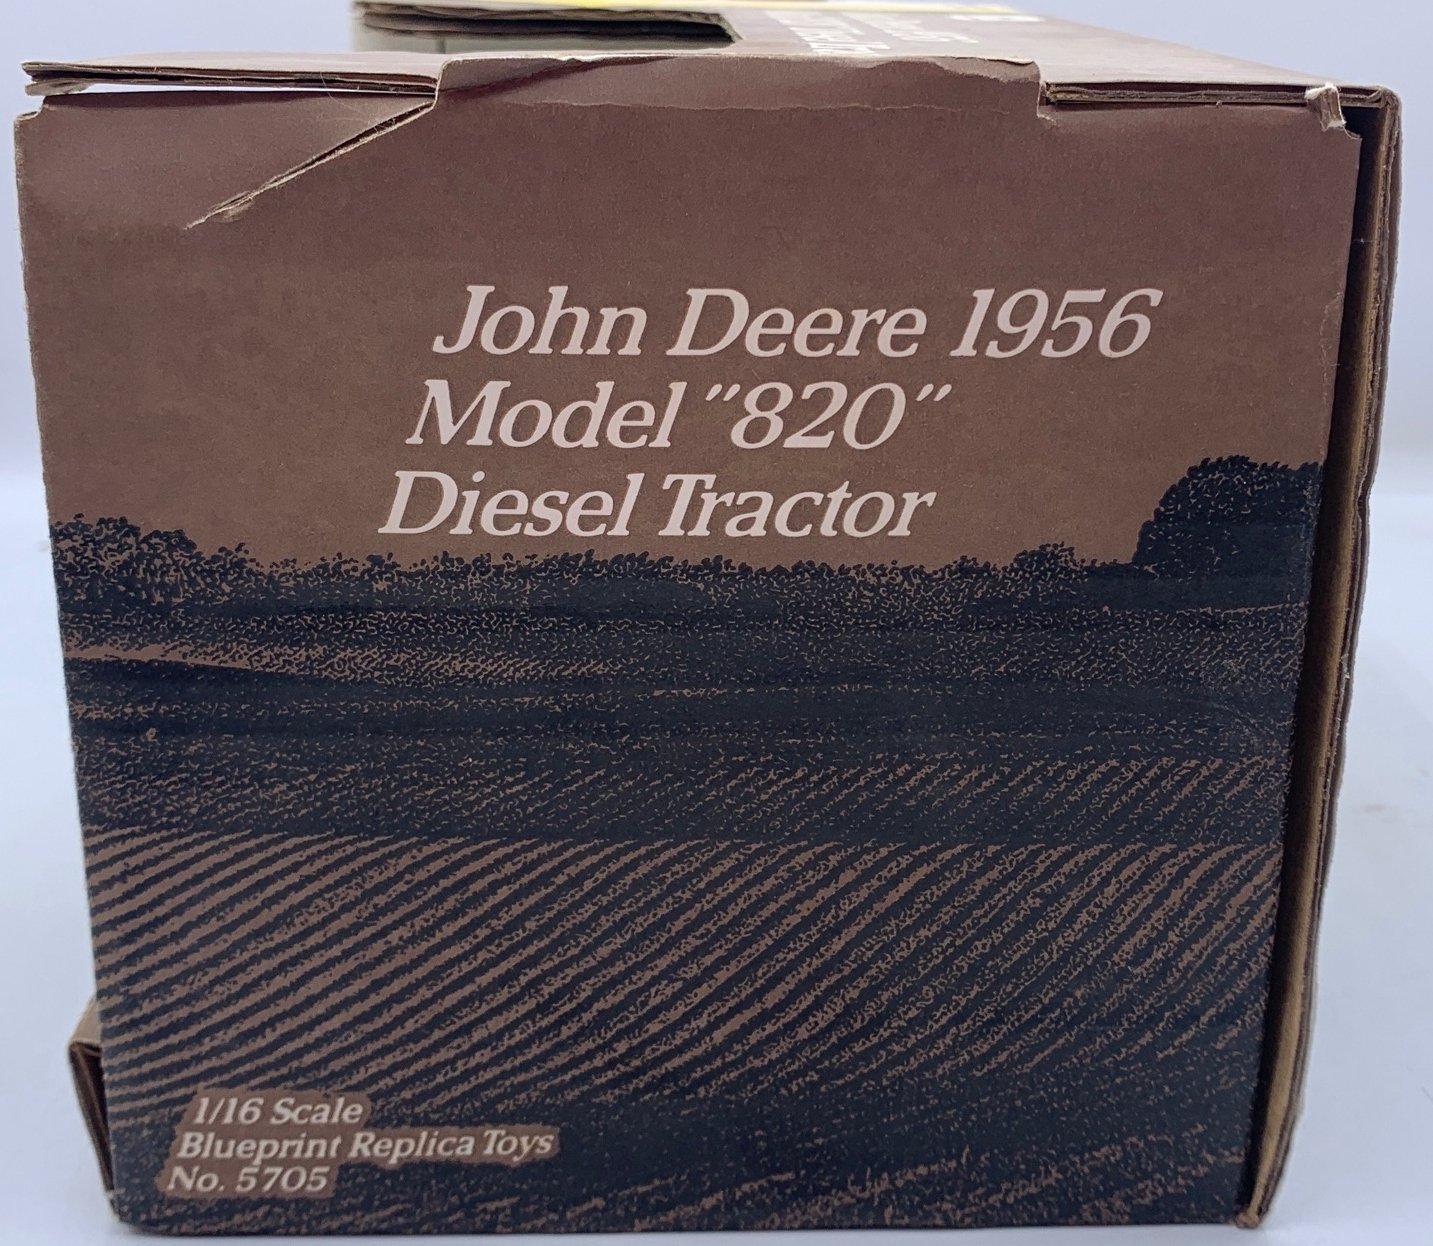 John Deere 1956
Model "820"
Diesel Tractor
1/16 Scale
Blueprint Replica Toys
No. 5705